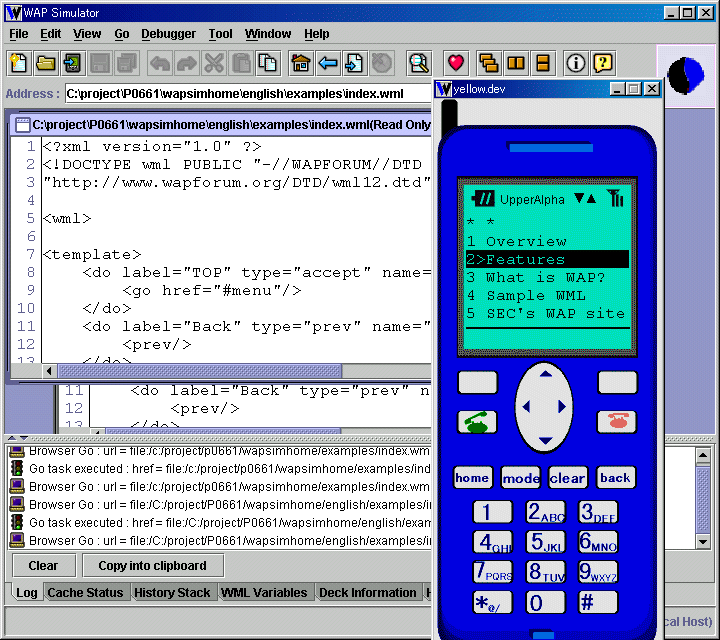 WAP Simulator
File Edit View Go Debugger Tool Window Help
Address : C:\project\P0661\wapsimhome\english\examples\index.wml
C:\project\P0661\wapsimhome\english\examples\index.wml(Read Only
1 <?xml version="1.0" ?>
2 <!DOCTYPE wml PUBLIC "-//WAPFORUM//DTD
3 "http://www.wapforum.org/DTD/wml12.dtd"
4
5 <wml>
6
7 <template>
8 <do label="TOP" type="accept" name=
9 <go href="#menu"/>
10 </do>
11 <do label="Back" type="prev" name="
12 <prev/>
13 </do>
11 <do label="Back" type="prev" n
12 <prev/>
13 </do>
Browser Go : url = file:/c:/project/p0661/wapsimhome/examples/index.wm
Go task executed : href = file:/c:/project/p0661/wapsimhome/examples/ind
Browser Go : url = file:/c:/project/p0661/wapsimhome/examples/index.wm
Browser Go : url = file:/C:/project/P0661/wapsimhome/english/examples/i
Go task executed : href = file:/C:/project/P0661/wapsimhome/english/exam
Browser Go : url = file:/C:/project/P0661/wapsimhome/english/examples/i
Clear Copy into clipboard
Log Cache Status History Stack WML Variables Deck Information H
cal Host)
yellow.dev
UpperAlpha
* *
1 Overview
2>Features
3 What is WAP?
4 Sample WML
5 SEC's WAP site
home mode clear back
1 2ABC 3DEF
4GHI 5JKL 6MNO
7PQRS 8TUV 9WXYZ
*@/ 0 #